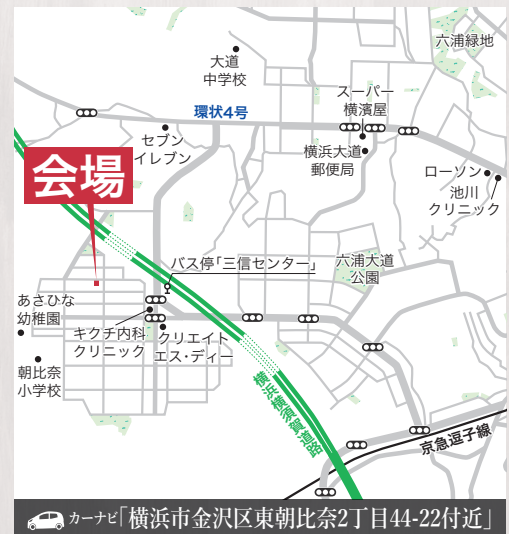 六浦緑地
大道
中学校
スーパー
横濱屋
環状4号
セブン
イレブン
横浜大道
郵便局
会場
ローソン
池川
クリニック
バス停「三信センター」
六浦大道
公園
あさひな
幼稚園
キクチ内科
クリニック
クリエイト
エス・ディー
朝比奈
小学校
横浜横須賀道路
京急逗子線
カーナビ「横浜市金沢区東朝比奈2丁目44-22付近」